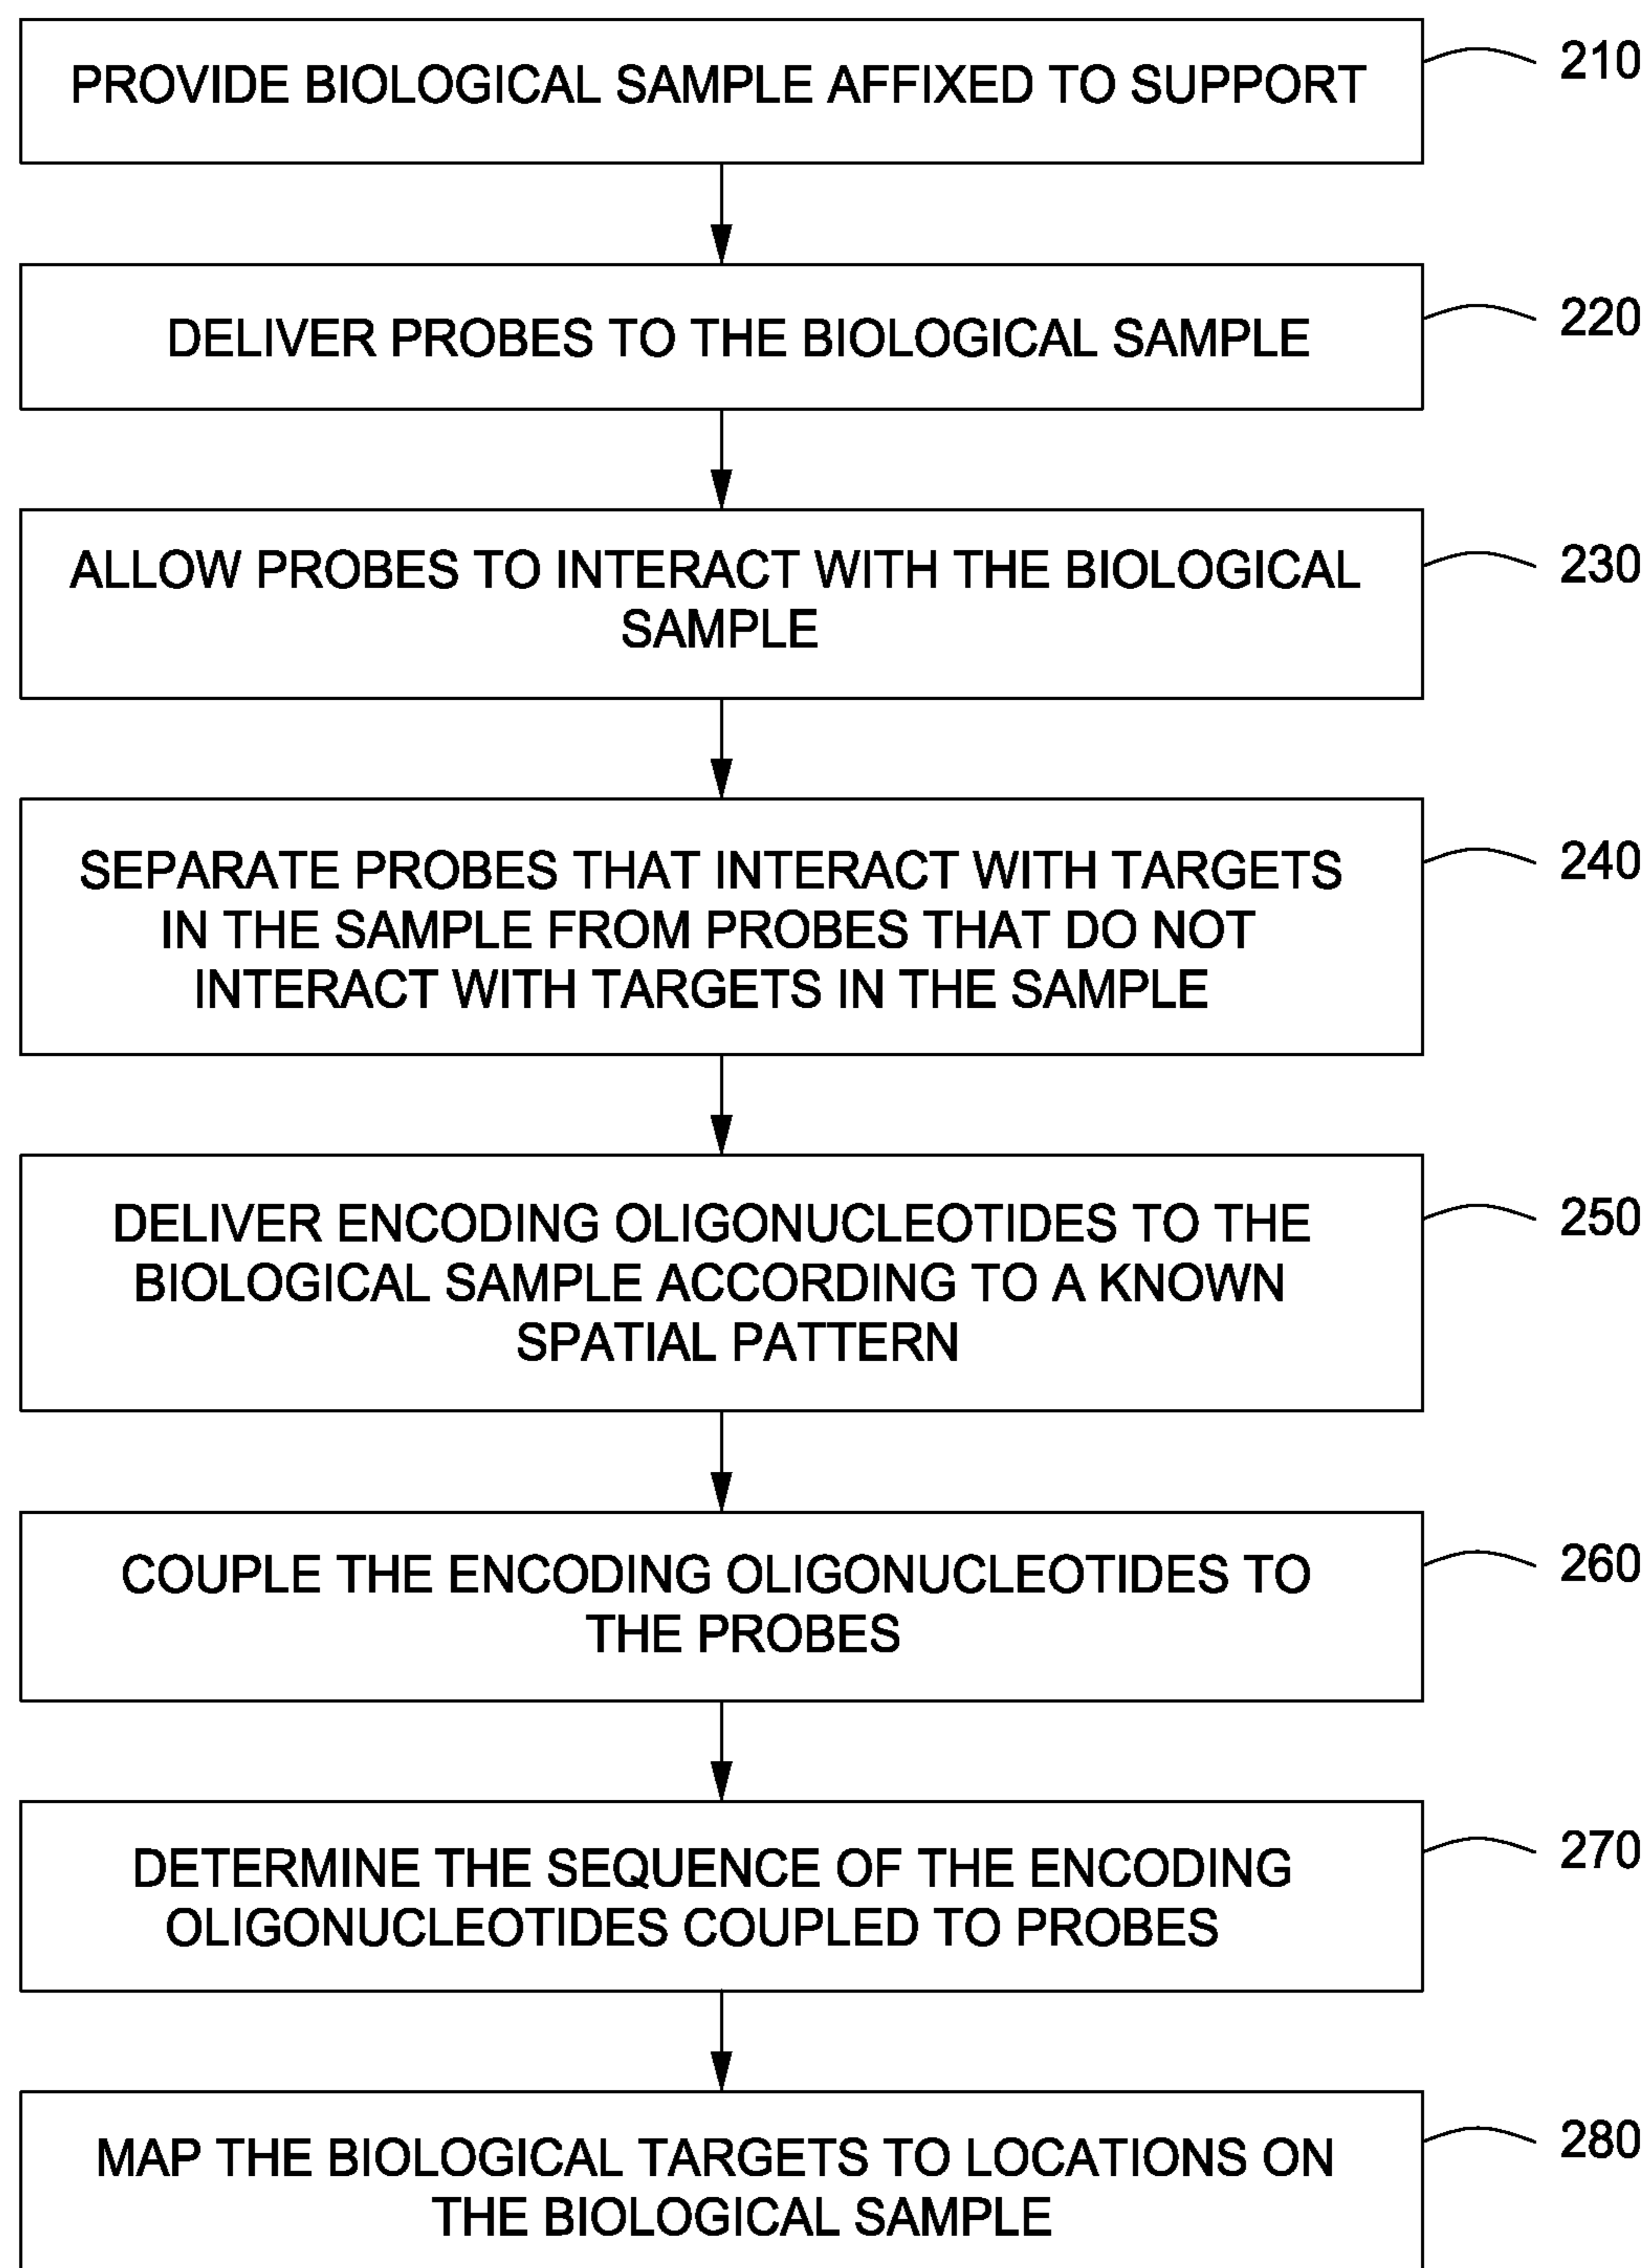 PROVIDE BIOLOGICAL SAMPLE AFFIXED TO SUPPORT
210
DELIVER PROBES TO THE BIOLOGICAL SAMPLE
220
ALLOW PROBES TO INTERACT WITH THE BIOLOGICAL
SAMPLE
230
SEPARATE PROBES THAT INTERACT WITH TARGETS
IN THE SAMPLE FROM PROBES THAT DO NOT
INTERACT WITH TARGETS IN THE SAMPLE
240
DELIVER ENCODING OLIGONUCLEOTIDES TO THE
BIOLOGICAL SAMPLE ACCORDING TO A KNOWN
SPATIAL PATTERN
250
COUPLE THE ENCODING OLIGONUCLEOTIDES TO
THE PROBES
260
DETERMINE THE SEQUENCE OF THE ENCODING
OLIGONUCLEOTIDES COUPLED TO PROBES
270
MAP THE BIOLOGICAL TARGETS TO LOCATIONS ON
THE BIOLOGICAL SAMPLE
280